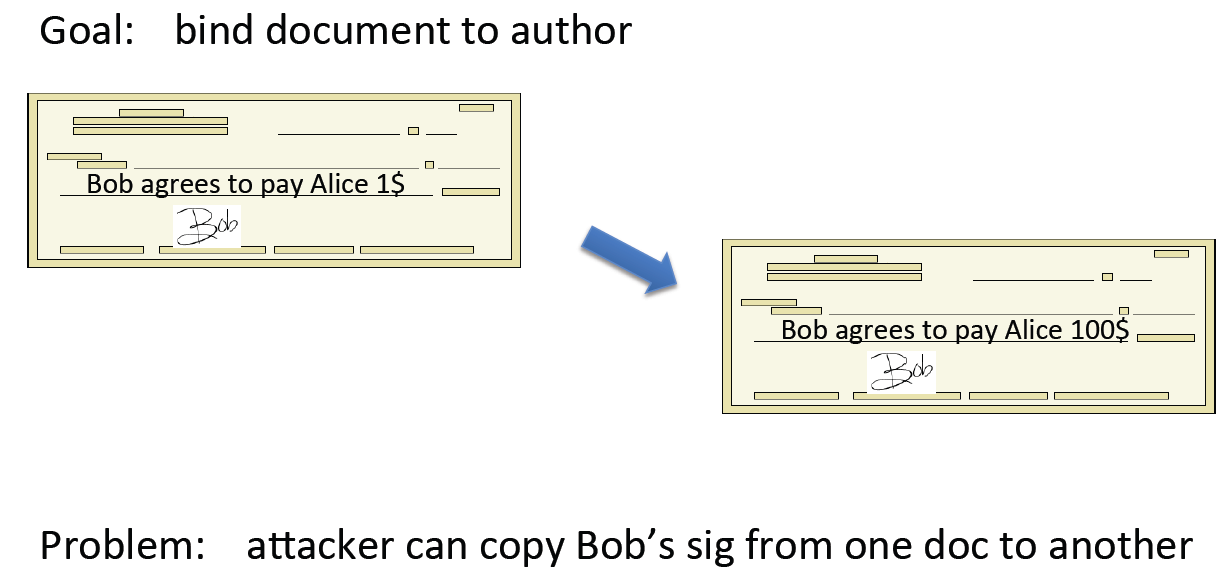 Goal: bind document to author
Bob agrees to pay Alice 1$
Bob
Bob agrees to pay Alice 100$
Bob
Problem: attacker can copy Bob’s sig from one doc to another